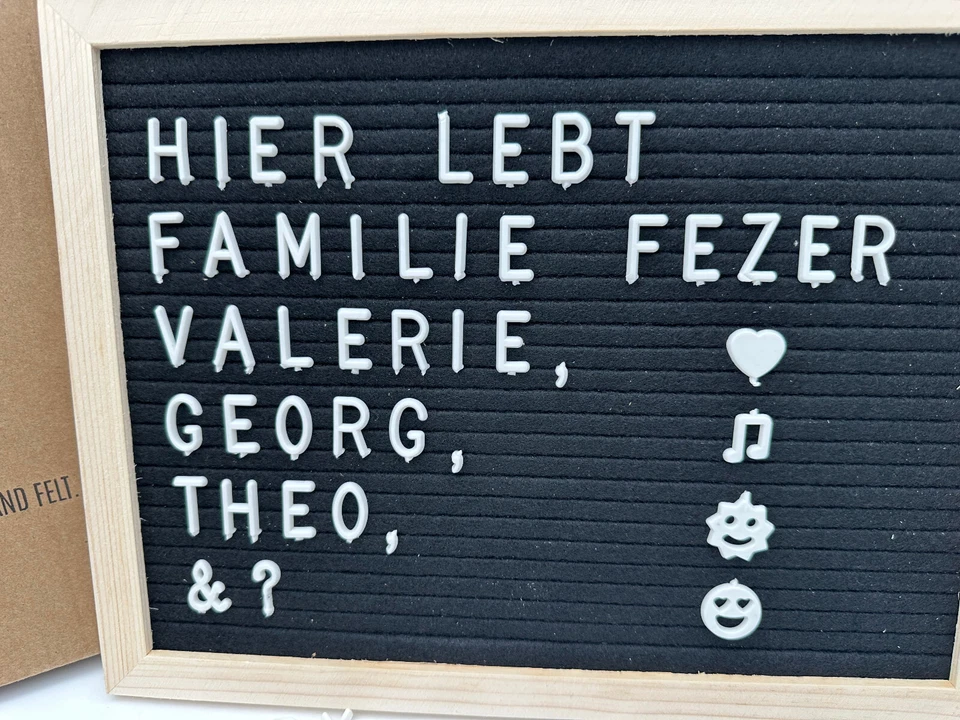 HIER LEBT
FAMILIE FEZER
VALERIE,
GEORG,
THEO,
& ?
AND FELT.